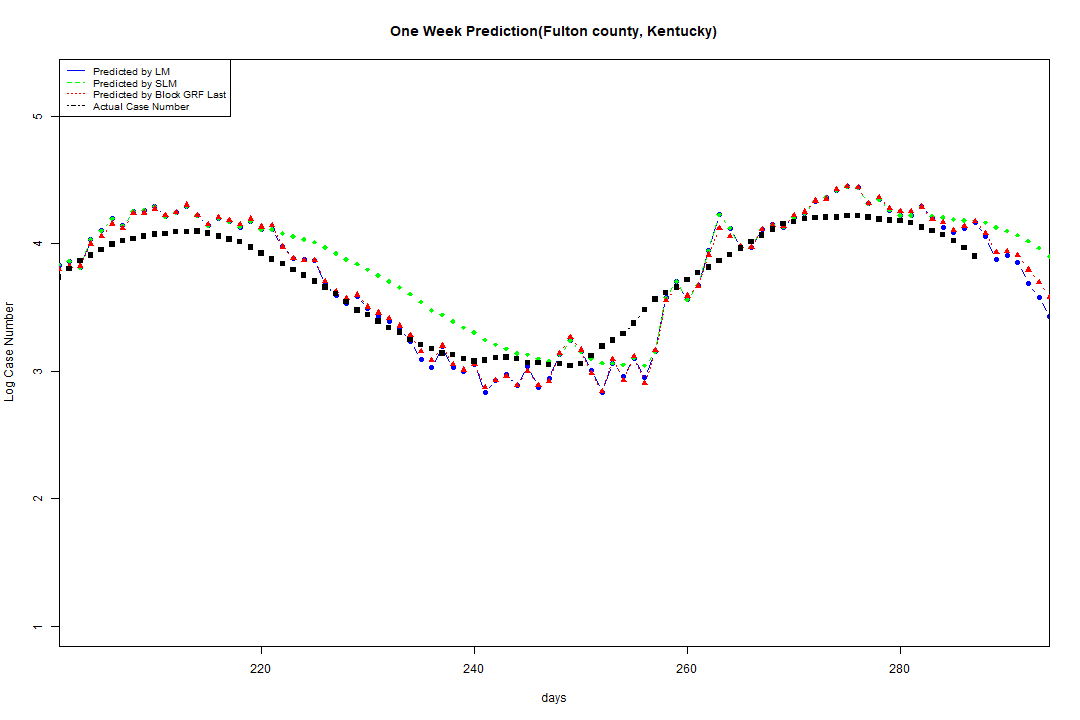 One Week Prediction(Fulton county, Kentucky)
Predicted by LM
Predicted by SLM
Predicted by Block GRF Last
Actual Case Number
5
4
3
2
1
Log Case Number
220
240
260
280
days